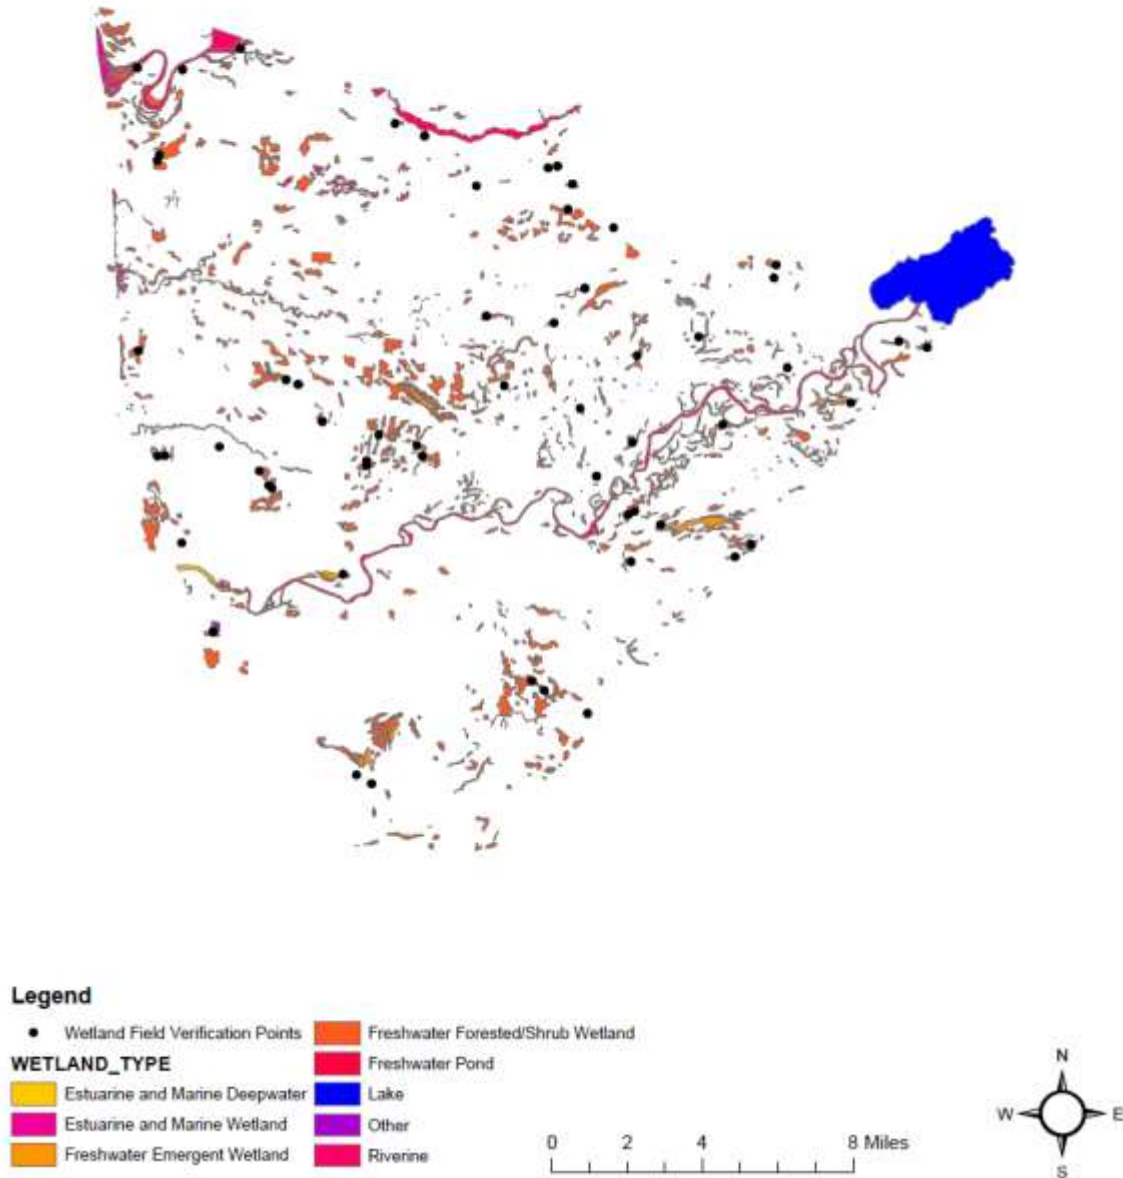 Legend
Wetland Field Verification Points
WETLAND_TYPE
Estuarine and Marine Deepwater
Estuarine and Marine Wetland
Freshwater Emergent Wetland
Freshwater Forested/Shrub Wetland
Freshwater Pond
Lake
Other
Riverine
0 2 4 8 Miles
N
W E
S